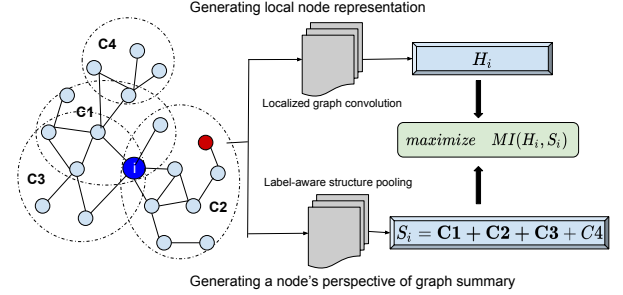 Generating local node representation
C4
C1
C3
i
C2
Localized graph convolution
H_i
maximize MI(H_i, S_i)
Label-aware structure pooling
S_i = C1 + C2 + C3 + C4
Generating a node's perspective of graph summary